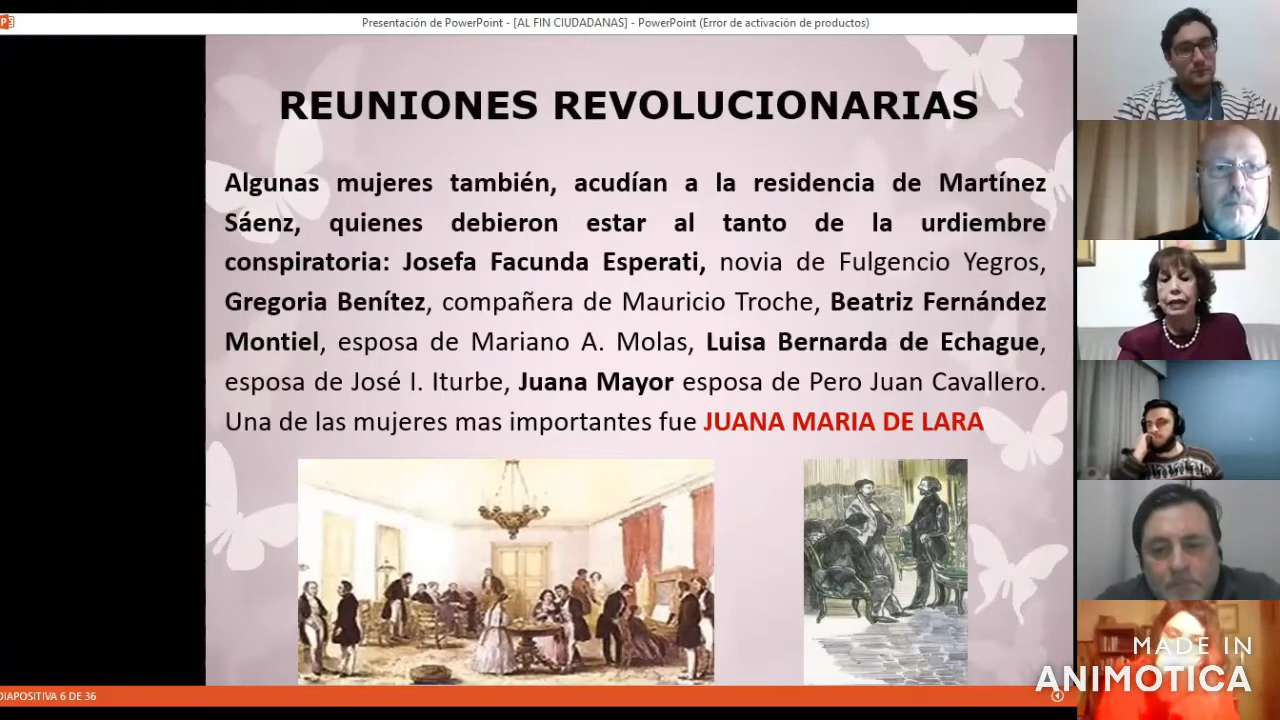 Presentación de PowerPoint - [AL FIN CIUDADANAS] - PowerPoint (Error de activación de productos)
REUNIONES REVOLUCIONARIAS
Algunas mujeres también, acudían a la residencia de Martínez
Sáenz, quienes debieron estar al tanto de la urdiembre
conspiratoria: Josefa Facunda Esperati, novia de Fulgencio Yegros,
Gregoria Benítez, compañera de Mauricio Troche, Beatriz Fernández
Montiel, esposa de Mariano A. Molas, Luisa Bernarda de Echague,
esposa de José I. Iturbe, Juana Mayor esposa de Pero Juan Cavallero.
Una de las mujeres mas importantes fue JUANA MARIA DE LARA
DIAPOSITIVA 6 DE 36
MADE IN
ANIMOTICA